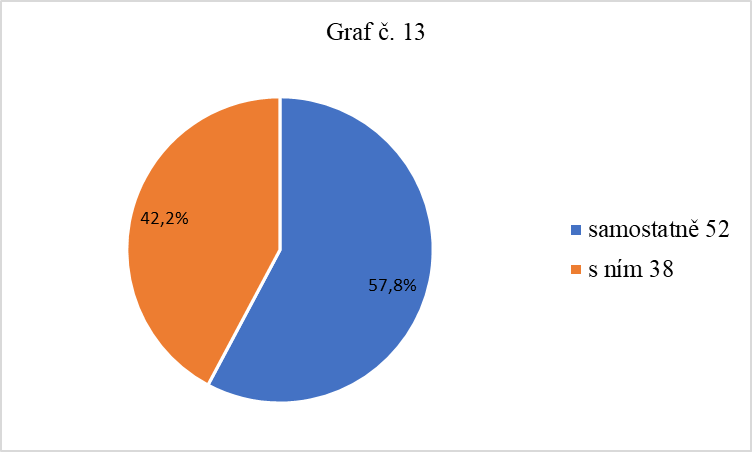 Graf č. 13
42,2%
57,8%
samostatně 52
s ním 38